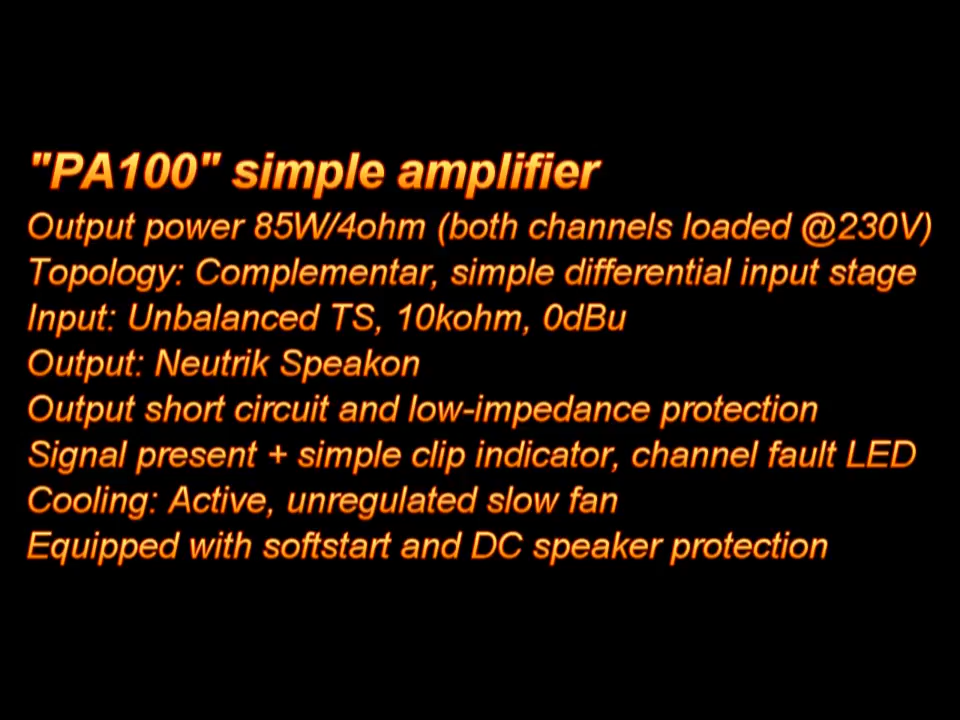 "PA100" simple amplifier
Output power 85W/4ohm (both channels loaded @230V)
Topology: Complementar, simple differential input stage
Input: Unbalanced TS, 10kohm, 0dBu
Output: Neutrik Speakon
Output short circuit and low-impedance protection
Signal present + simple clip indicator, channel fault LED
Cooling: Active, unregulated slow fan
Equipped with softstart and DC speaker protection